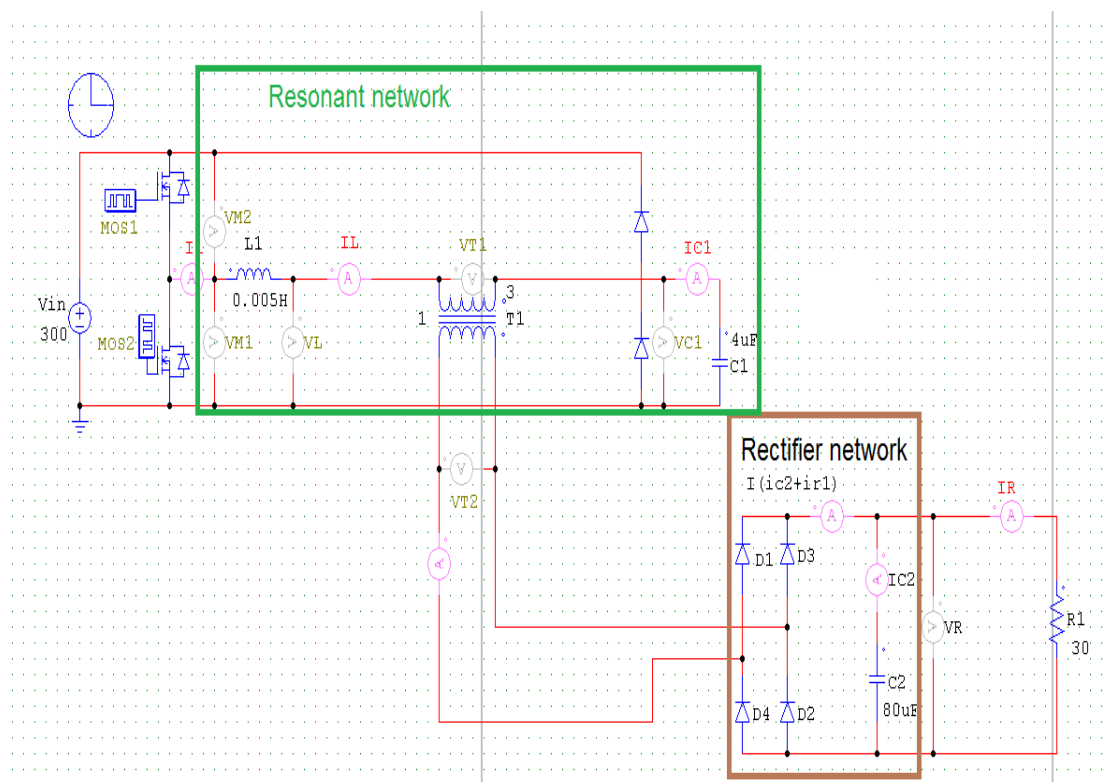 Resonant network
MOS1
VM2
L1
I
IL
VT1
IC1
0.005H
3
Vin
300
1
T1
MOS2
VM1
VL
VC1
4uF
C1
Rectifier network
I(ic2+ir1)
VT2
IR
D1
D3
IC2
VR
R1
30
D4
D2
C2
80uF